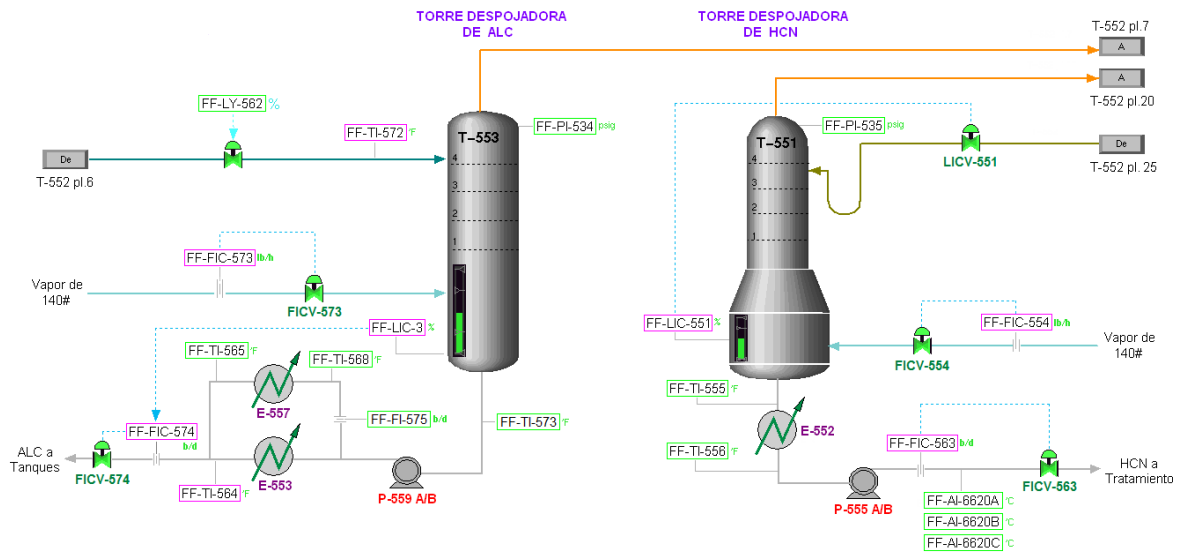 TORRE DESPOJADORA
DE ALC
TORRE DESPOJADORA
DE HCN
T-552 pl.7
A
A
T-552 pl.20
FF-LY-562 %
FF-TI-572 °F
T-553
FF-PI-534 psig
T-551
FF-PI-535 psig
LICV-551
De
T-552 pl.6
De
T-552 pl. 25
4
3
2
1
4
3
2
1
FF-FIC-573 lb/h
Vapor de
140#
FICV-573
FF-LIC-3 %
FF-LIC-551 %
FF-FIC-554 lb/h
FICV-554
Vapor de
140#
FF-TI-565 °F
FF-TI-568 °F
E-557
FF-FI-575 b/d
FF-TI-573 °F
FF-TI-555 °F
E-552
FF-FIC-574
b/d
ALC a
Tanques
FICV-574
E-553
FF-TI-564 °F
P-559 A/B
FF-TI-556 °F
FF-FIC-563 b/d
P-555 A/B
FICV-563
HCN a
Tratamiento
FF-AI-6620A °C
FF-AI-6620B °C
FF-AI-6620C °C